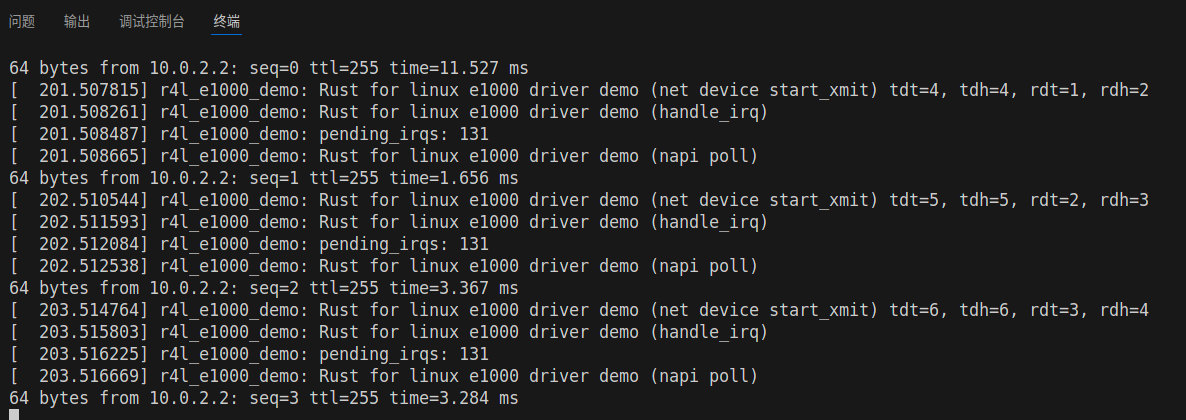 问题 输出 调试控制台 终端
64 bytes from 10.0.2.2: seq=0 ttl=255 time=11.527 ms
[  201.507815] r4l_e1000_demo: Rust for linux e1000 driver demo (net device start_xmit) tdt=4, tdh=4, rdt=1, rdh=2
[  201.508261] r4l_e1000_demo: Rust for linux e1000 driver demo (handle_irq)
[  201.508487] r4l_e1000_demo: pending_irqs: 131
[  201.508665] r4l_e1000_demo: Rust for linux e1000 driver demo (napi poll)
64 bytes from 10.0.2.2: seq=1 ttl=255 time=1.656 ms
[  202.510544] r4l_e1000_demo: Rust for linux e1000 driver demo (net device start_xmit) tdt=5, tdh=5, rdt=2, rdh=3
[  202.511593] r4l_e1000_demo: Rust for linux e1000 driver demo (handle_irq)
[  202.512084] r4l_e1000_demo: pending_irqs: 131
[  202.512538] r4l_e1000_demo: Rust for linux e1000 driver demo (napi poll)
64 bytes from 10.0.2.2: seq=2 ttl=255 time=3.367 ms
[  203.514764] r4l_e1000_demo: Rust for linux e1000 driver demo (net device start_xmit) tdt=6, tdh=6, rdt=3, rdh=4
[  203.515803] r4l_e1000_demo: Rust for linux e1000 driver demo (handle_irq)
[  203.516225] r4l_e1000_demo: pending_irqs: 131
[  203.516669] r4l_e1000_demo: Rust for linux e1000 driver demo (napi poll)
64 bytes from 10.0.2.2: seq=3 ttl=255 time=3.284 ms